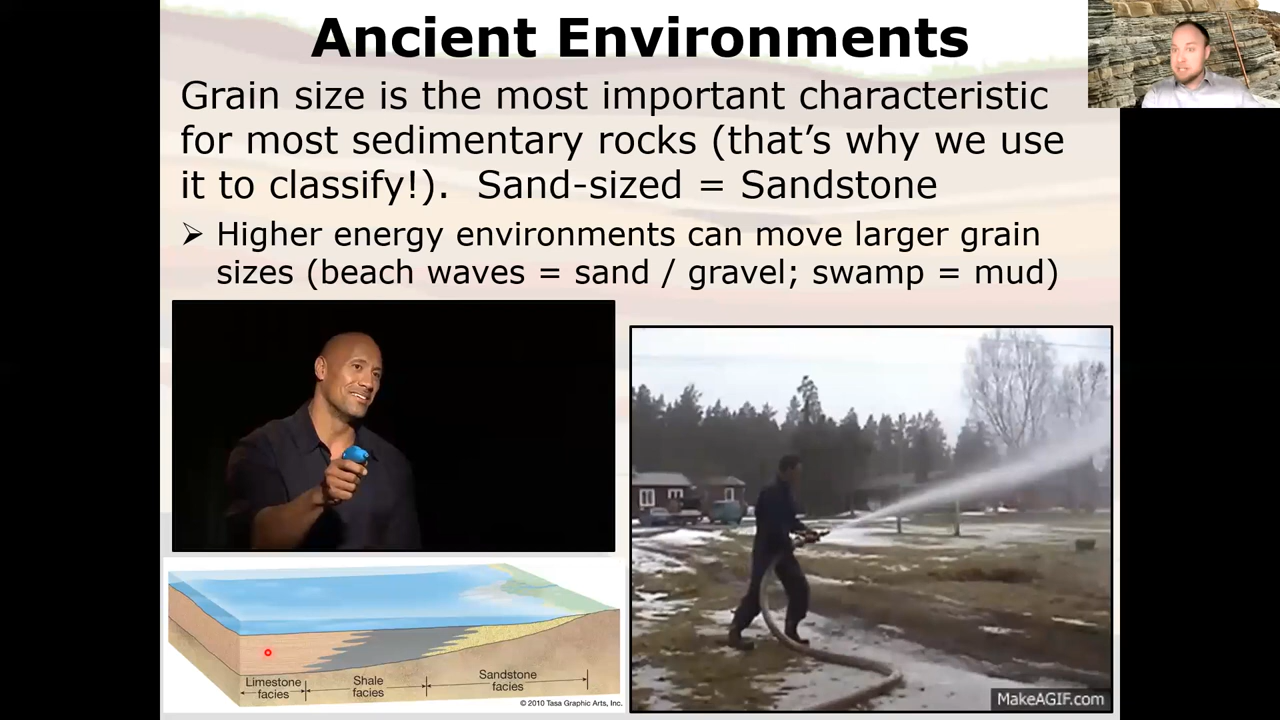 Ancient Environments
Grain size is the most important characteristic
for most sedimentary rocks (that's why we use
it to classify!).  Sand-sized = Sandstone
➢ Higher energy environments can move larger grain
sizes (beach waves = sand / gravel; swamp = mud)
Limestone
facies
Shale
facies
Sandstone
facies
© 2010 Tasa Graphic Arts, Inc.
MakeAGIF.com